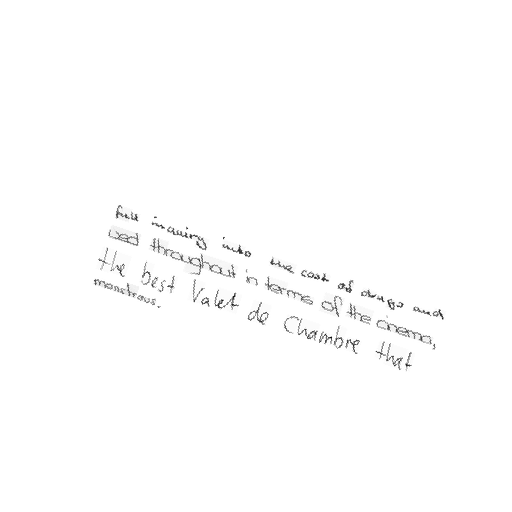 full inquiry into the cost of drugs and
used throughout in terms of the cinema,
the best Valet de Chambre that
monstrous.